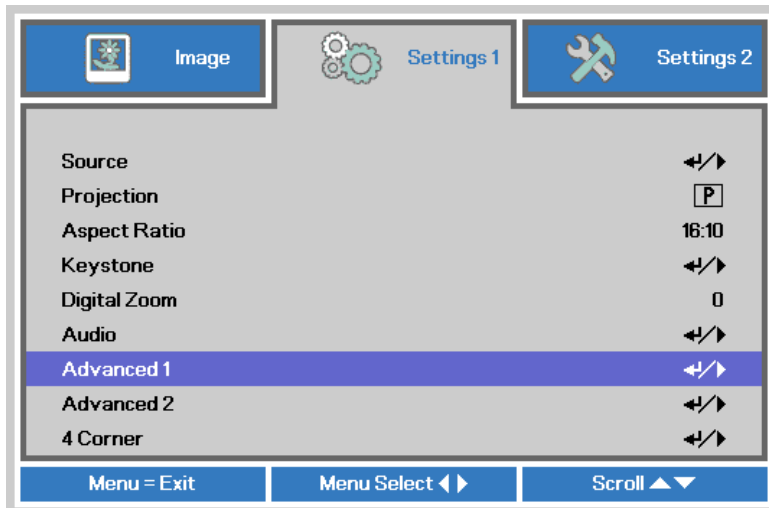 Image
Settings 1
Settings 2
Source
Projection P
Aspect Ratio 16:10
Keystone
Digital Zoom 0
Audio
Advanced 1
Advanced 2
4 Corner
Menu = Exit
Menu Select
Scroll